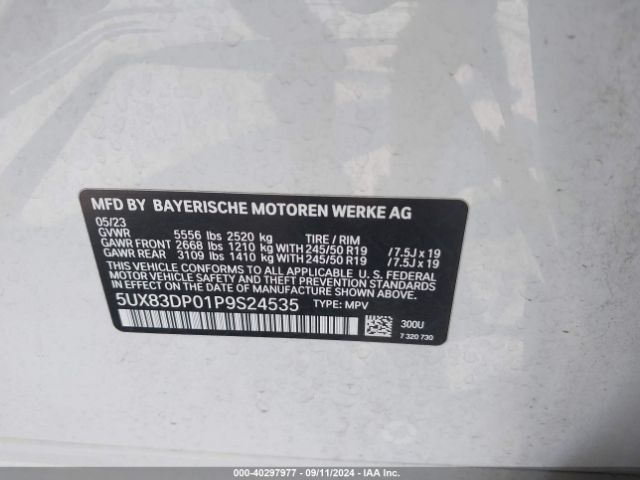 MFD BY BAYERISCHE MOTOREN WERKE AG
05/23
GVWR 5556 lbs 2520 kg TIRE / RIM
GAWR FRONT 2668 lbs 1210 kg WITH 245/50 R19 /7.5J x 19
GAWR REAR 3109 lbs 1410 kg WITH 245/50 R19 /7.5J x 19
THIS VEHICLE CONFORMS TO ALL APPLICABLE U.S. FEDERAL
MOTOR VEHICLE SAFETY AND THEFT PREVENTION STANDARDS
IN EFFECT ON THE DATE OF MANUFACTURE SHOWN ABOVE.
5UX83DP01P9S24535 TYPE: MPV
300U
7 320 730
000-40297977 - 09/11/2024 - IAA Inc.